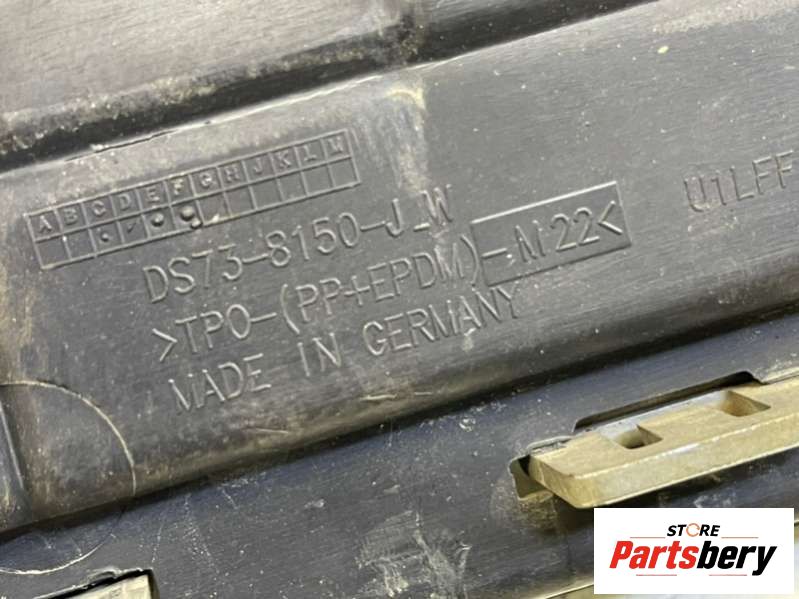 A B C D E F G H J K L M
DS73-8150-J_W
>TPO-(PP+EPDM)-M22<
MADE IN GERMANY
U1LFF
STORE
Partsbery